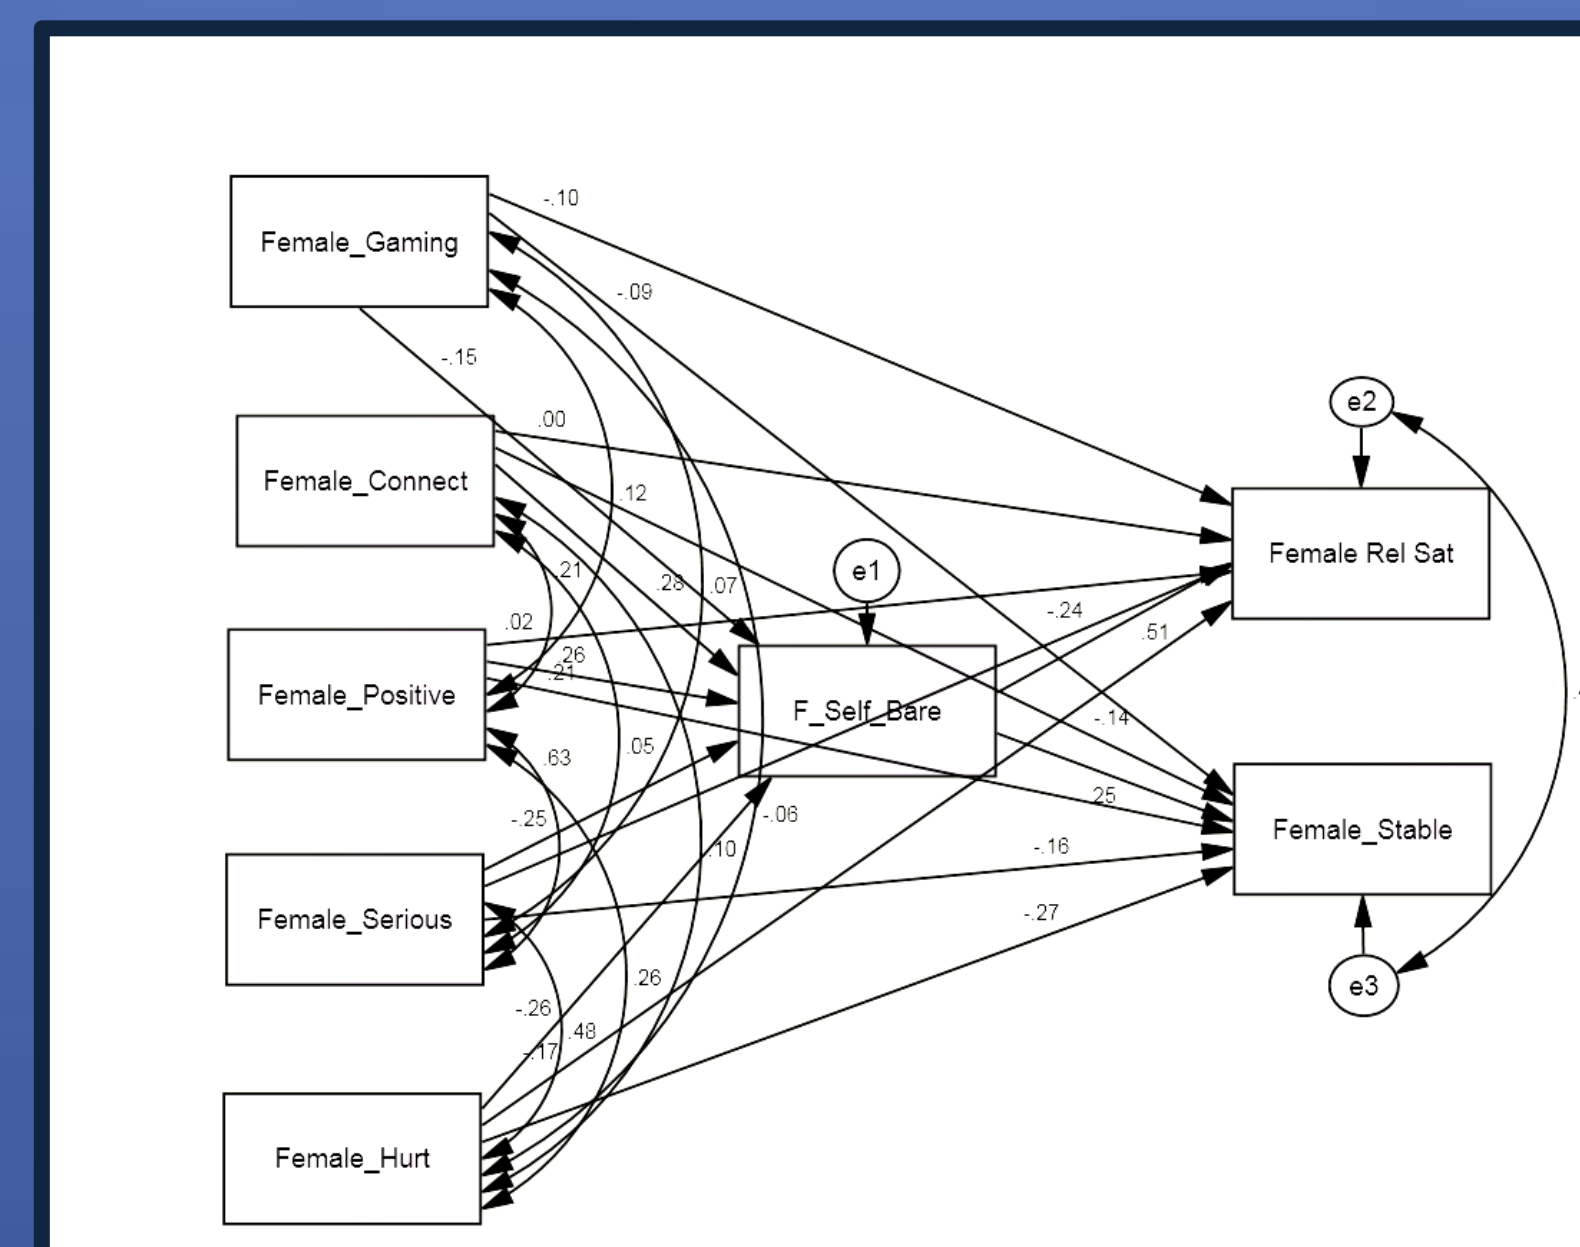 -.10
Female_Gaming
-.09
-.15
e2
.00
Female_Connect
.12
Female Rel Sat
e1
.21
.28
.07
-.24
.02
.51
.26
.21
Female_Positive
F_Self_Bare
-.14
.05
.63
.25
-.25
-.06
Female_Stable
.10
-.16
Female_Serious
-.27
.26
e3
-.26
.48
-.17
Female_Hurt